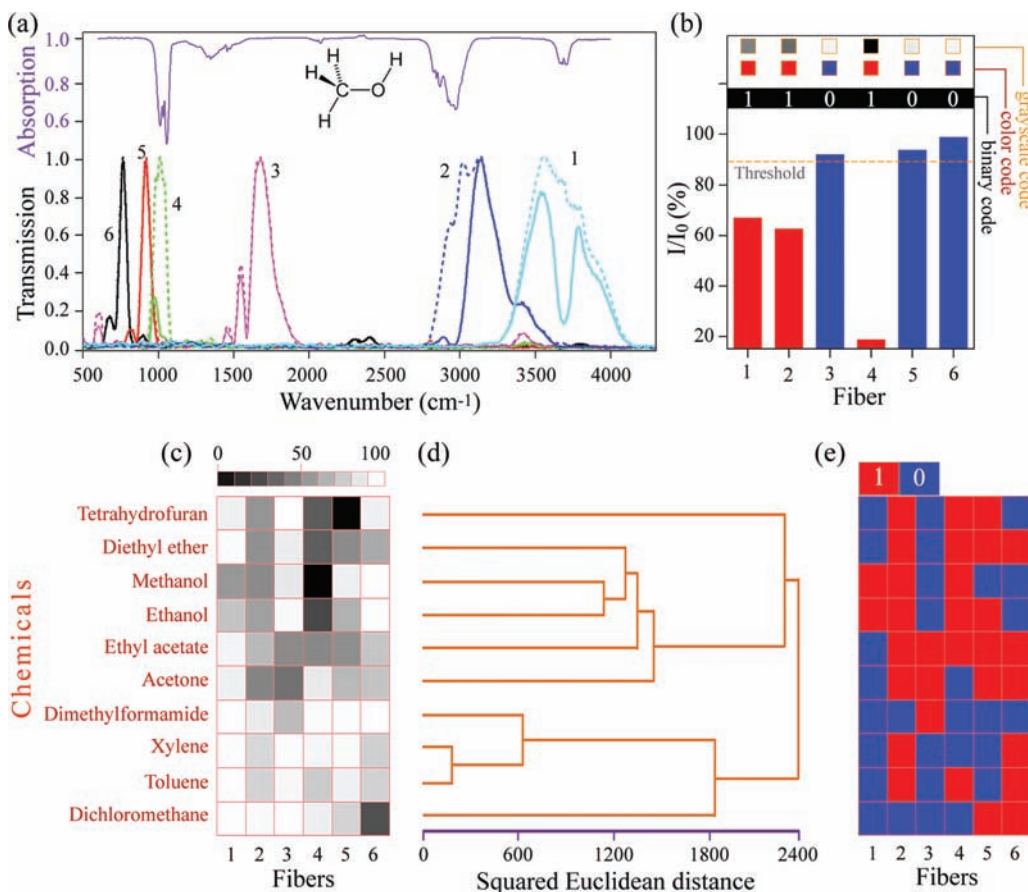 (a)
Absorption
1.0
0.8
0.6
H
H
H
C
O
H
Transmission
1.0
0.8
0.6
0.4
0.2
0.0
6
5
4
3
2
1
500 1000 1500 2000 2500 3000 3500 4000
Wavenumber (cm-1)
(b)
1 1 0 1 0 0
grayscale code
color code
binary code
I/I0 (%)
100
80
60
40
20
Threshold
1 2 3 4 5 6
Fiber
(c)
0 50 100
Chemicals
Tetrahydrofuran
Diethyl ether
Methanol
Ethanol
Ethyl acetate
Acetone
Dimethylformamide
Xylene
Toluene
Dichloromethane
1 2 3 4 5 6
Fibers
(d)
0 600 1200 1800 2400
Squared Euclidean distance
(e)
1 0
1 2 3 4 5 6
Fibers